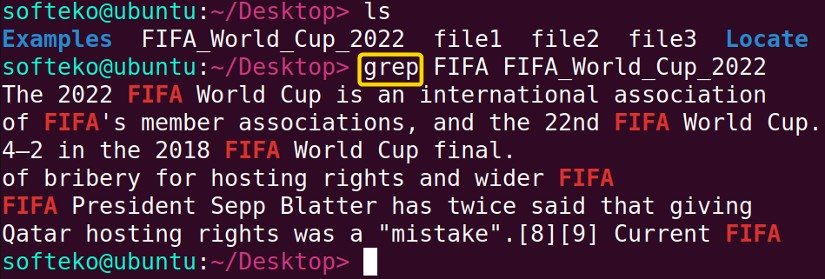 softeko@ubuntu:~/Desktop> ls
Examples FIFA_World_Cup_2022 file1 file2 file3 Locate
softeko@ubuntu:~/Desktop> grep FIFA FIFA_World_Cup_2022
The 2022 FIFA World Cup is an international association
of FIFA's member associations, and the 22nd FIFA World Cup.
4–2 in the 2018 FIFA World Cup final.
of bribery for hosting rights and wider FIFA
FIFA President Sepp Blatter has twice said that giving
Qatar hosting rights was a "mistake".[8][9] Current FIFA
softeko@ubuntu:~/Desktop>